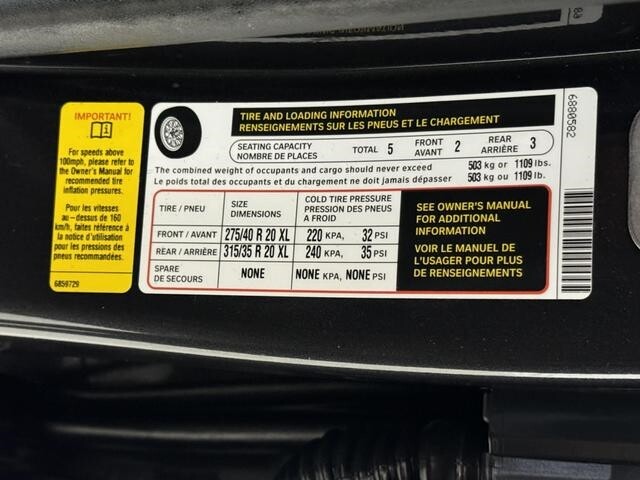 IMPORTANT!
For speeds above
100mph, please refer to
the Owner's Manual for
recommended tire
inflation pressures.
Pour les vitesses
au-dessus de 160
km/h, faites référence à
la notice d'utilisation
pour les pressions des
pneus recommandées.
6859729
TIRE AND LOADING INFORMATION
RENSEIGNEMENTS SUR LES PNEUS ET LE CHARGEMENT
SEATING CAPACITY
NOMBRE DE PLACES
TOTAL 5
FRONT
AVANT 2
REAR
ARRIÈRE 3
The combined weight of occupants and cargo should never exceed 503 kg or 1109 lbs.
Le poids total des occupants et du chargement ne doit jamais dépasser 503 kg ou 1109 lb.
TIRE / PNEU
SIZE
DIMENSIONS
COLD TIRE PRESSURE
PRESSION DES PNEUS
A FROID
FRONT / AVANT 275/40 R 20 XL 220 KPA, 32 PSI
REAR / ARRIÈRE 315/35 R 20 XL 240 KPA, 35 PSI
SPARE
DE SECOURS NONE NONE KPA, NONE PSI
SEE OWNER'S MANUAL
FOR ADDITIONAL
INFORMATION
VOIR LE MANUEL DE
L'USAGER POUR PLUS
DE RENSEIGNEMENTS
68800582